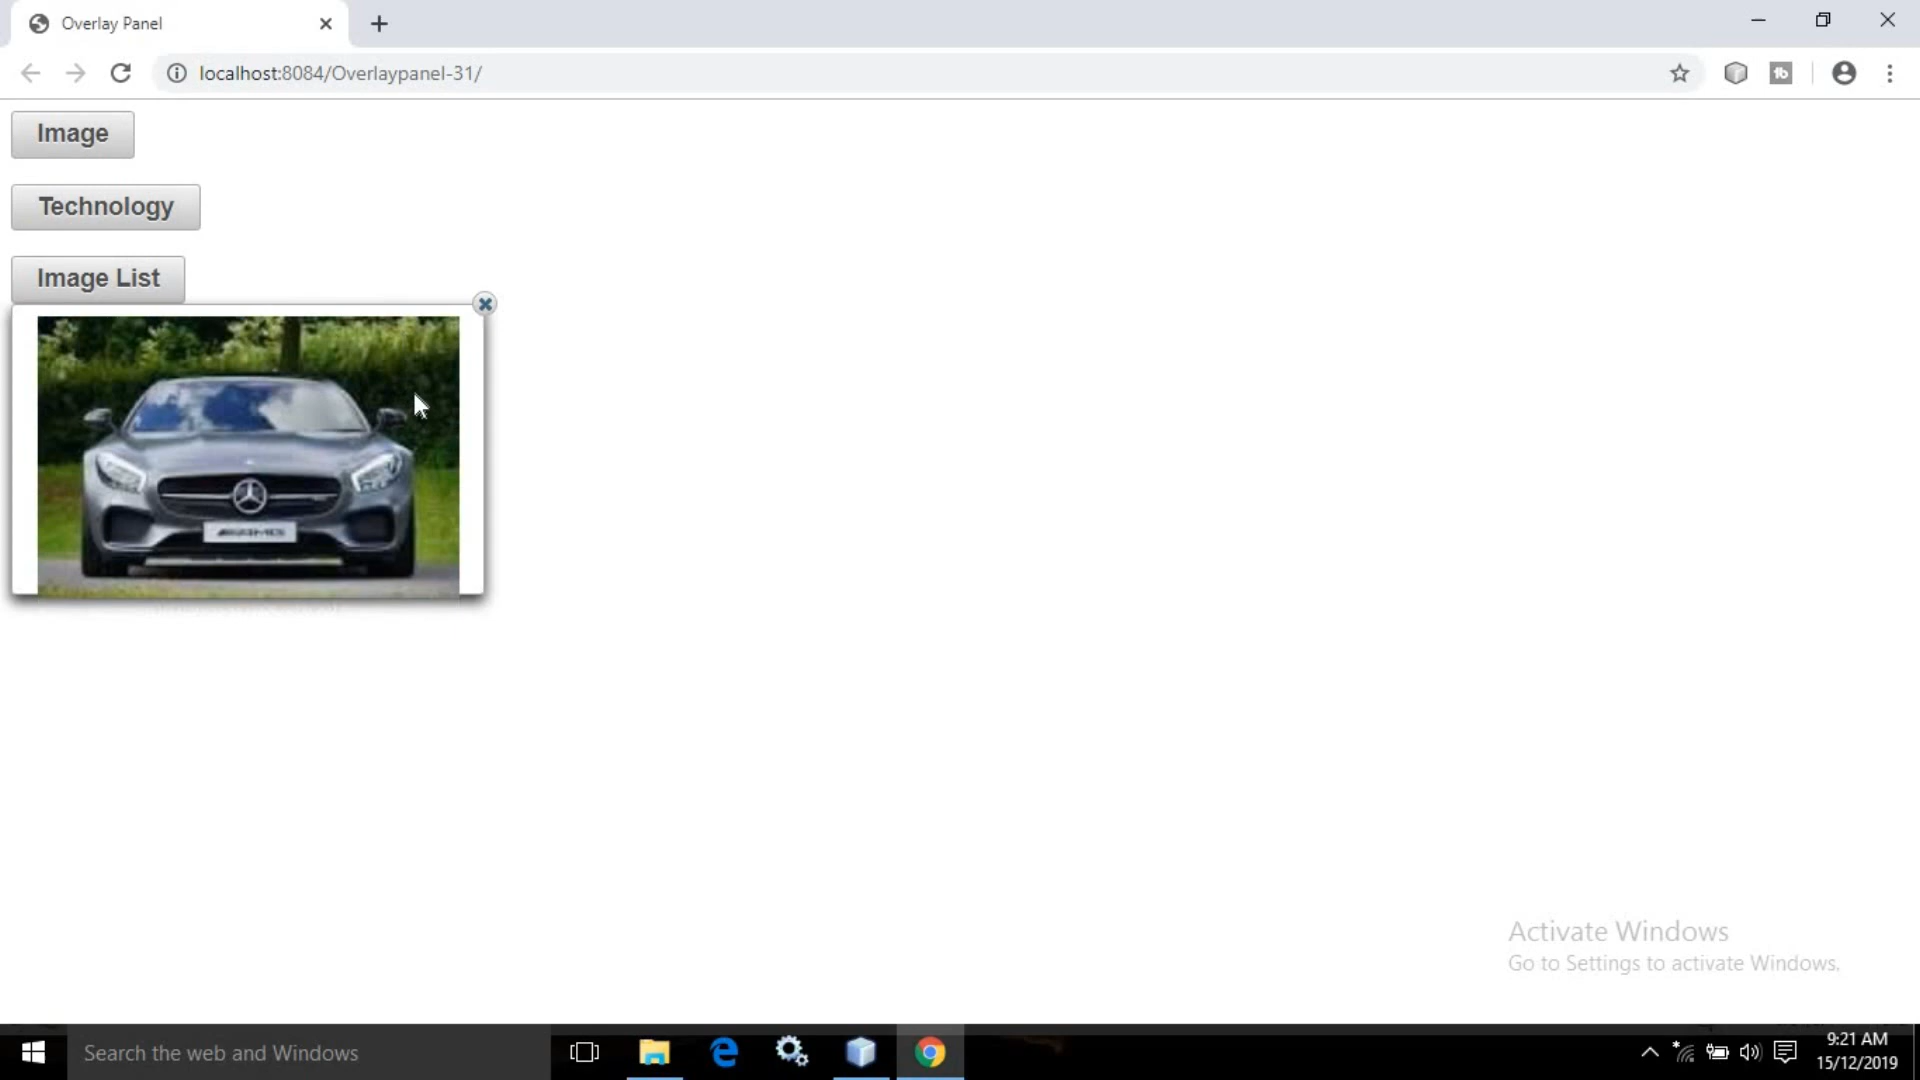 Overlay Panel
localhost:8084/Overlaypanel-31/
Image
Technology
Image List
AMG
Activate Windows
Go to Settings to activate Windows.
Search the web and Windows
9:21 AM
15/12/2019